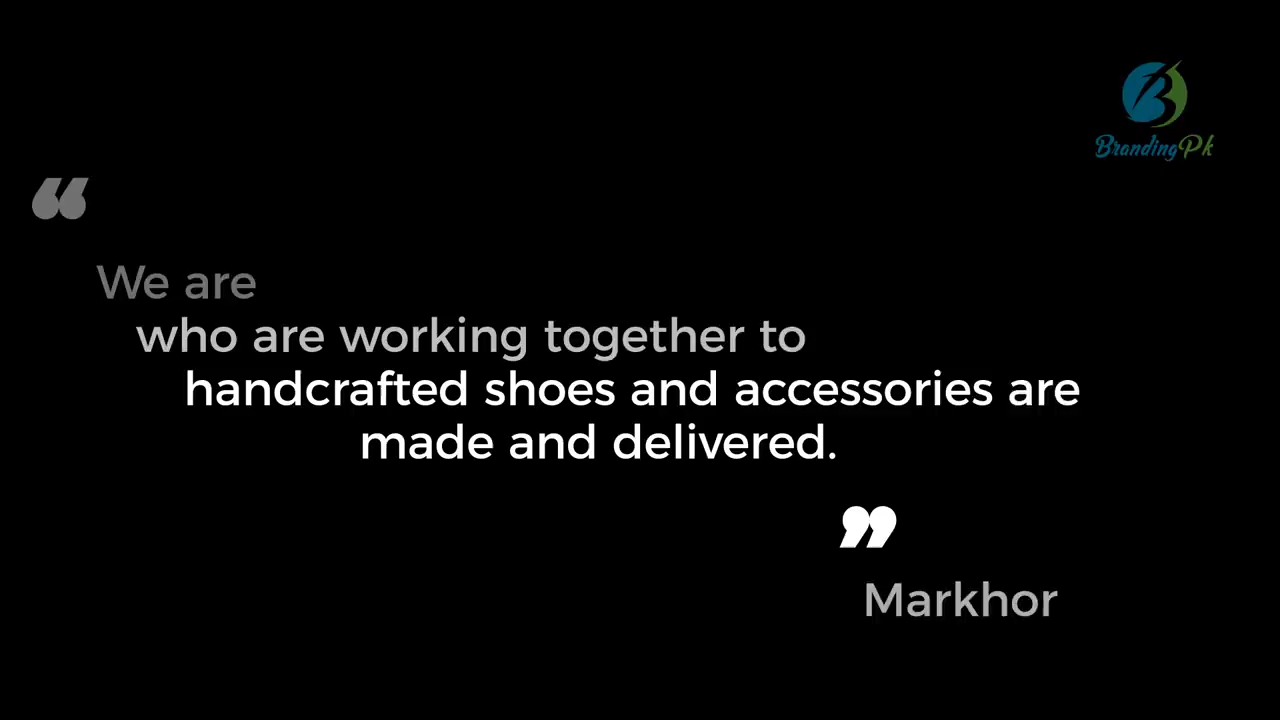 BrandingPk
“
We are
who are working together to
handcrafted shoes and accessories are
made and delivered.
”
Markhor